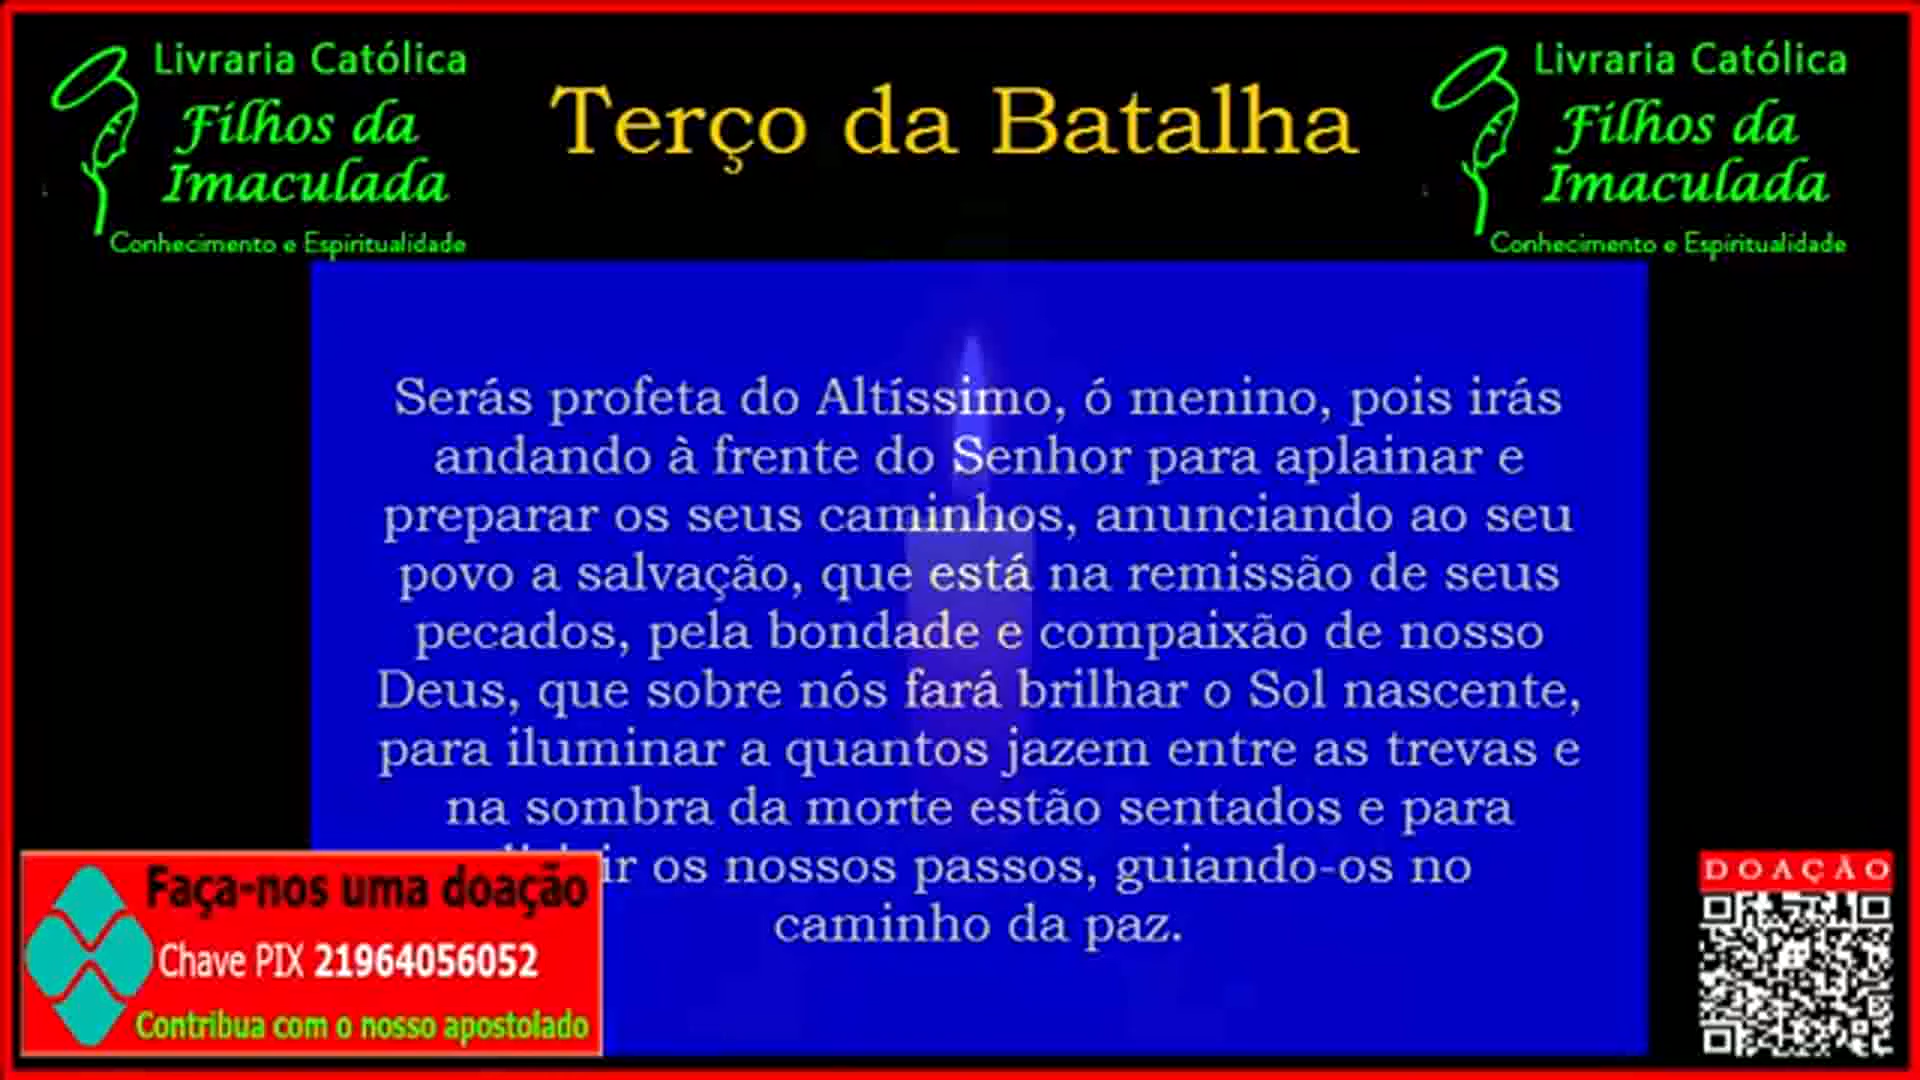 Livraria Católica
Filhos da
Imaculada
Conhecimento e Espiritualidade
Terço da Batalha
Livraria Católica
Filhos da
Imaculada
Conhecimento e Espiritualidade
Serás profeta do Altíssimo, ó menino, pois irás
andando à frente do Senhor para aplainar e
preparar os seus caminhos, anunciando ao seu
povo a salvação, que está na remissão de seus
pecados, pela bondade e compaixão de nosso
Deus, que sobre nós fará brilhar o Sol nascente,
para iluminar a quantos jazem entre as trevas e
na sombra da morte estão sentados e para
os nossos passos, guiando-os no
caminho da paz.
Faça-nos uma doação
Chave PIX 21964056052
Contribua com o nosso apostolado
DOAÇÃO